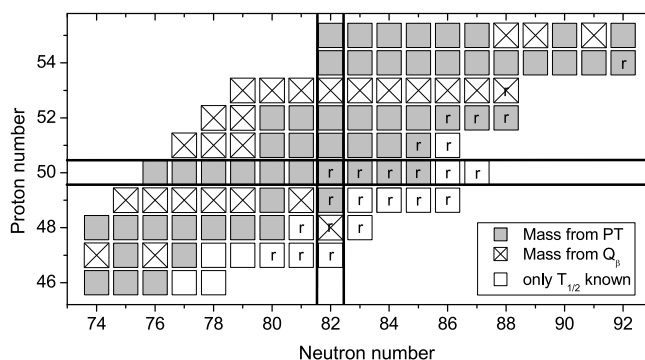 54 r
r
52 r r r
r r
50 r r r r r r
r r r r r
48 r r r
r r r
46
Proton number
Mass from PT
Mass from Qβ
only T1/2 known
74 76 78 80 82 84 86 88 90 92
Neutron number